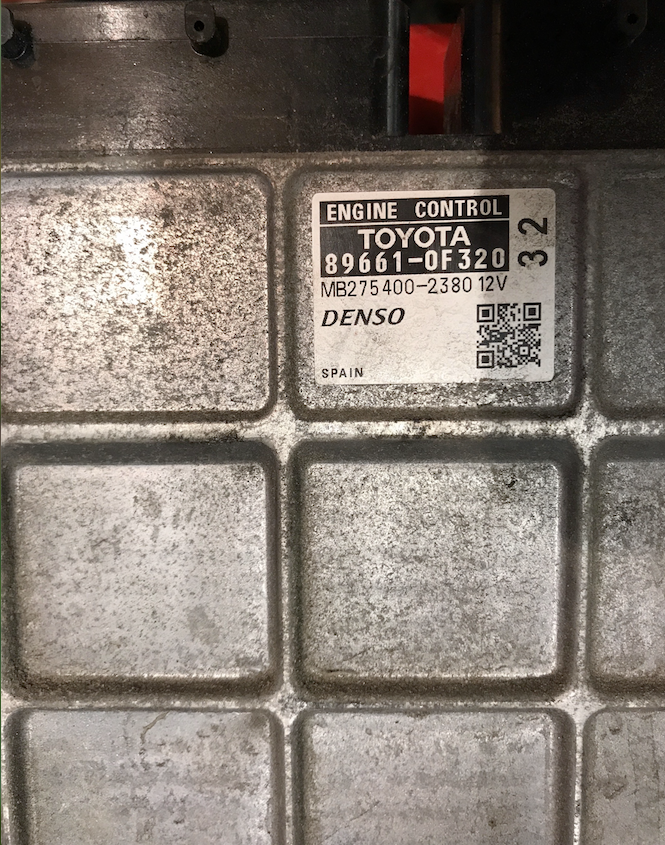 ENGINE CONTROL
TOYOTA
89661-0F320
32
MB275400-2380 12V
DENSO
SPAIN